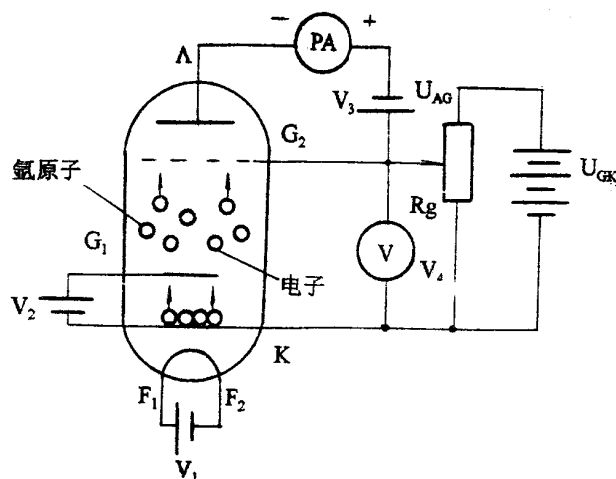 − PA +
Λ
V₃ U_AG
G₂
氩原子
U_GK
Rg
G₁
V V₄
电子
V₂
K
F₁ F₂
V₁